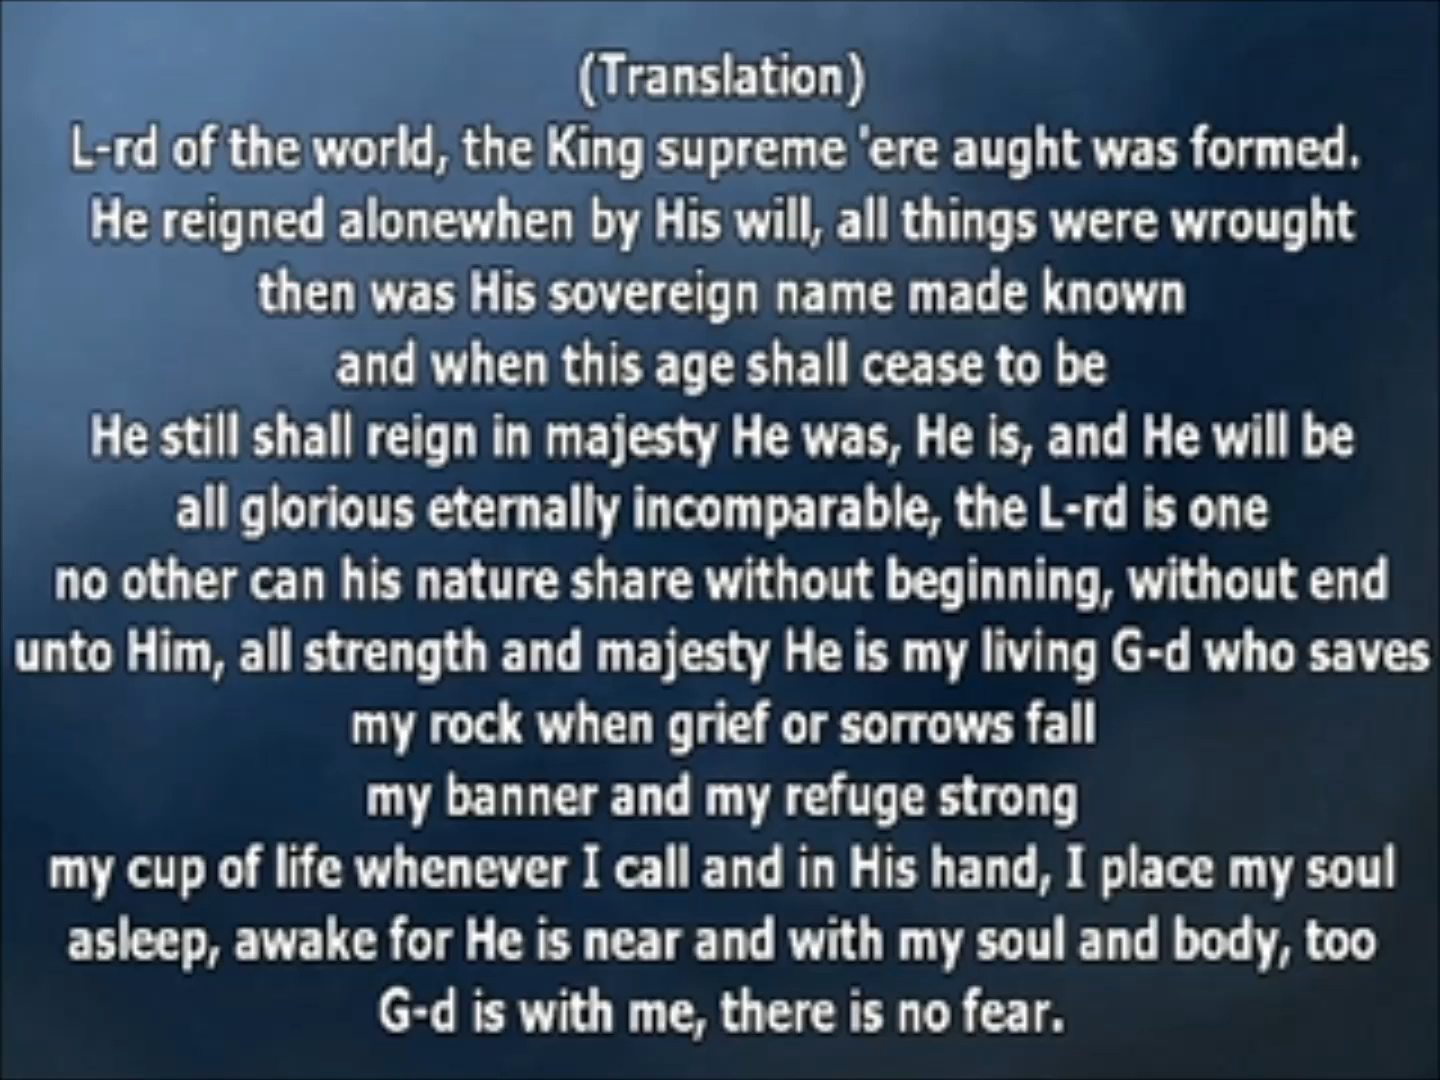 (Translation)
L-rd of the world, the King supreme 'ere aught was formed.
He reigned alonewhen by His will, all things were wrought
then was His sovereign name made known
and when this age shall cease to be
He still shall reign in majesty He was, He is, and He will be
all glorious eternally incomparable, the L-rd is one
no other can his nature share without beginning, without end
unto Him, all strength and majesty He is my living G-d who saves
my rock when grief or sorrows fall
my banner and my refuge strong
my cup of life whenever I call and in His hand, I place my soul
asleep, awake for He is near and with my soul and body, too
G-d is with me, there is no fear.